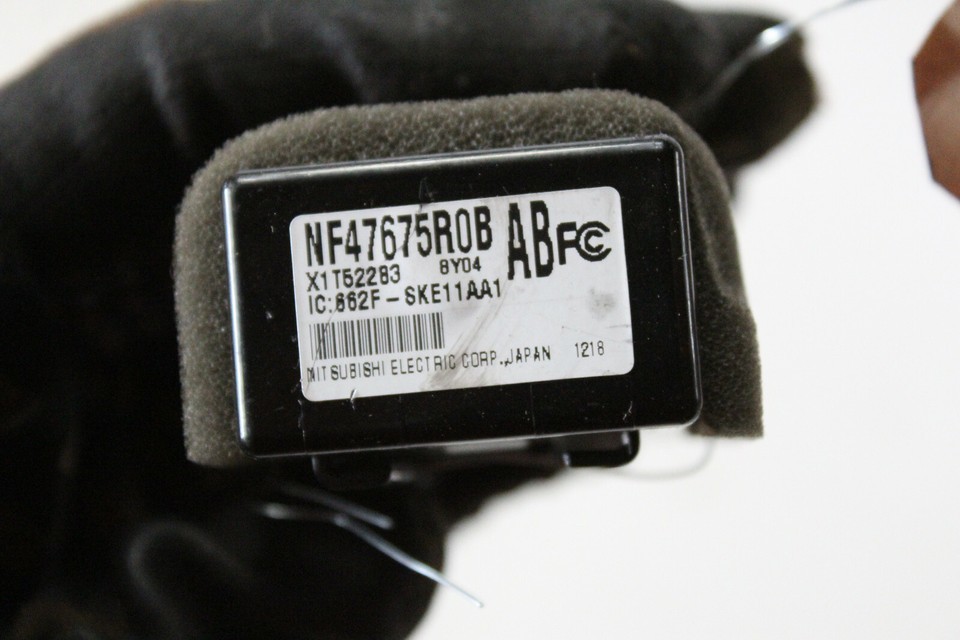 NF47675R0B AB FC
X1T52283 8Y04
IC:662F-SKE11AA1
MITSUBISHI ELECTRIC CORP.,JAPAN 1218